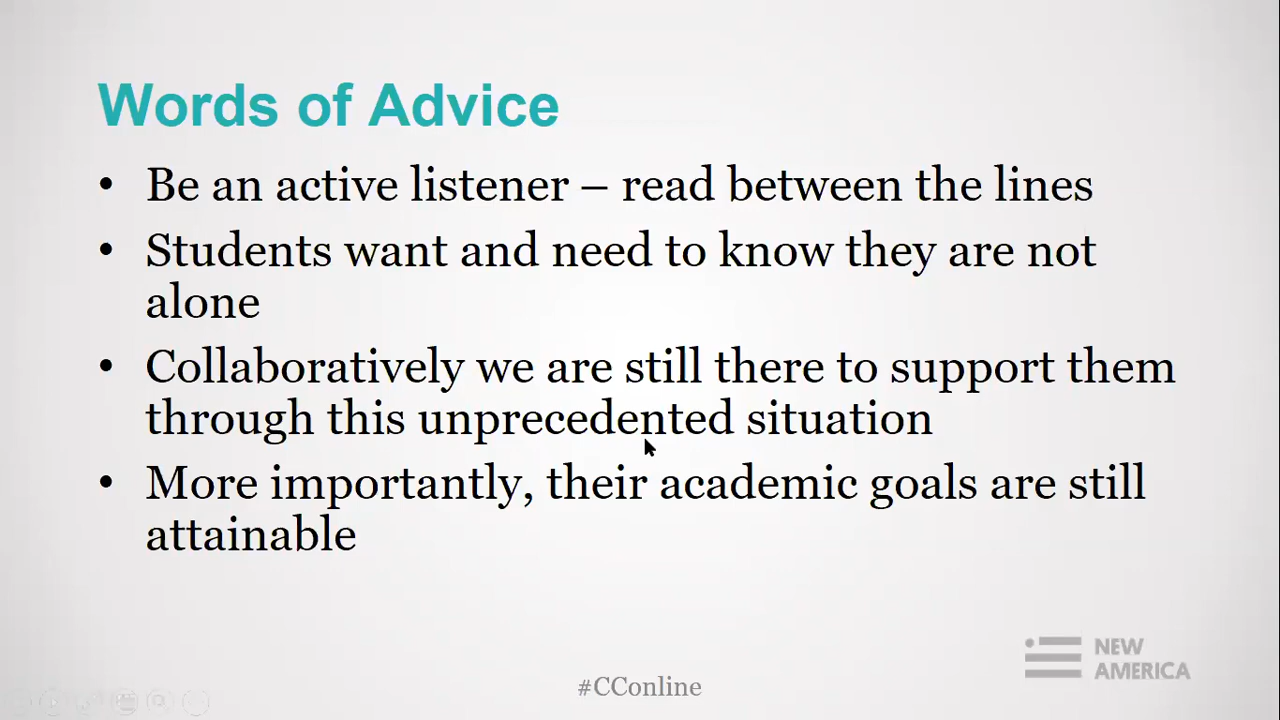 Words of Advice
• Be an active listener – read between the lines
• Students want and need to know they are not
alone
• Collaboratively we are still there to support them
through this unprecedented situation
• More importantly, their academic goals are still
attainable
NEW
AMERICA
#CConline